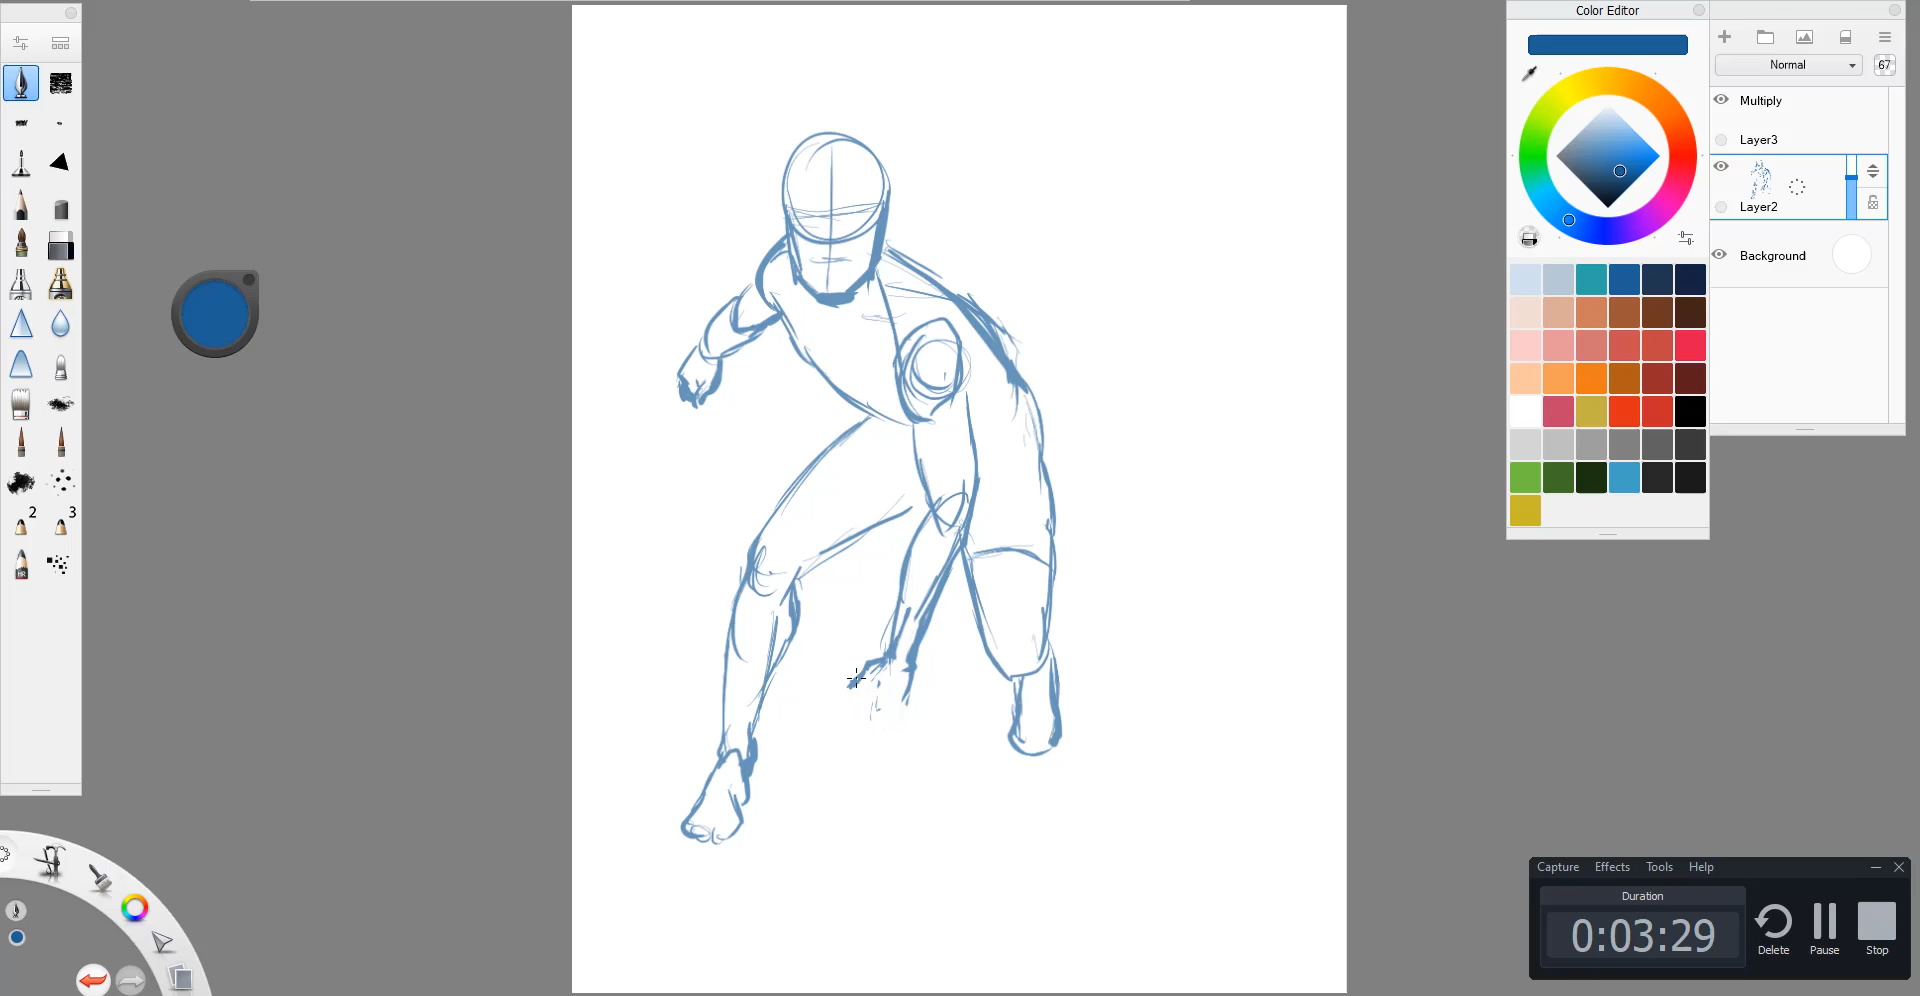 Color Editor
Normal
67
Multiply
Layer3
Layer2
Background
2
3
HR
Capture Effects Tools Help
Duration
0:03:29
Delete
Pause
Stop